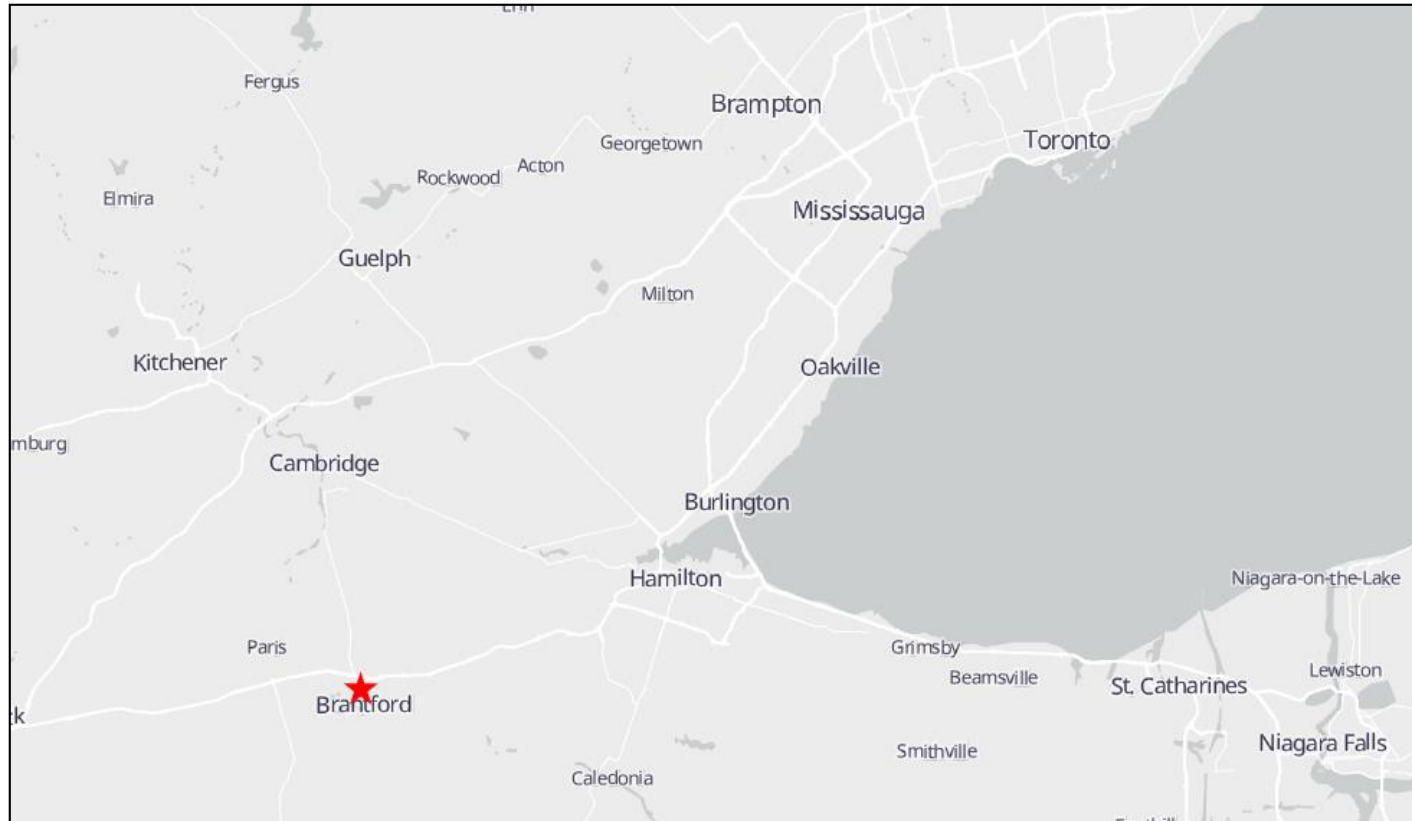 Fergus
Brampton
Toronto
Georgetown
Acton
Rockwood
Elmira
Mississauga
Guelph
Milton
Kitchener
Oakville
mburg
Cambridge
Burlington
Hamilton
Niagara-on-the-Lake
Paris
Grimsby
Beamsville
Lewiston
St. Catharines
Brantford
k
Niagara Falls
Smithville
Caledonia